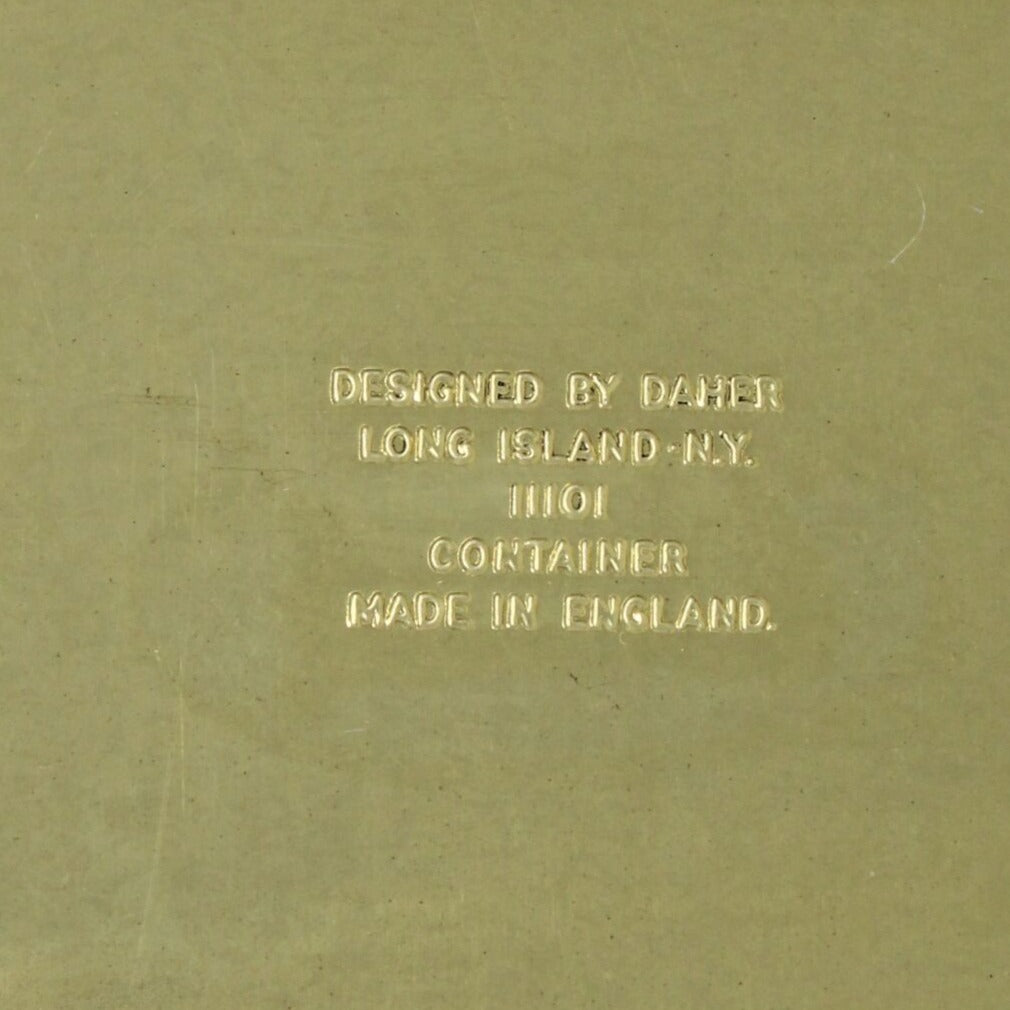 DESIGNED BY DAHER
LONG ISLAND-N.Y.
11101
CONTAINER
MADE IN ENGLAND.